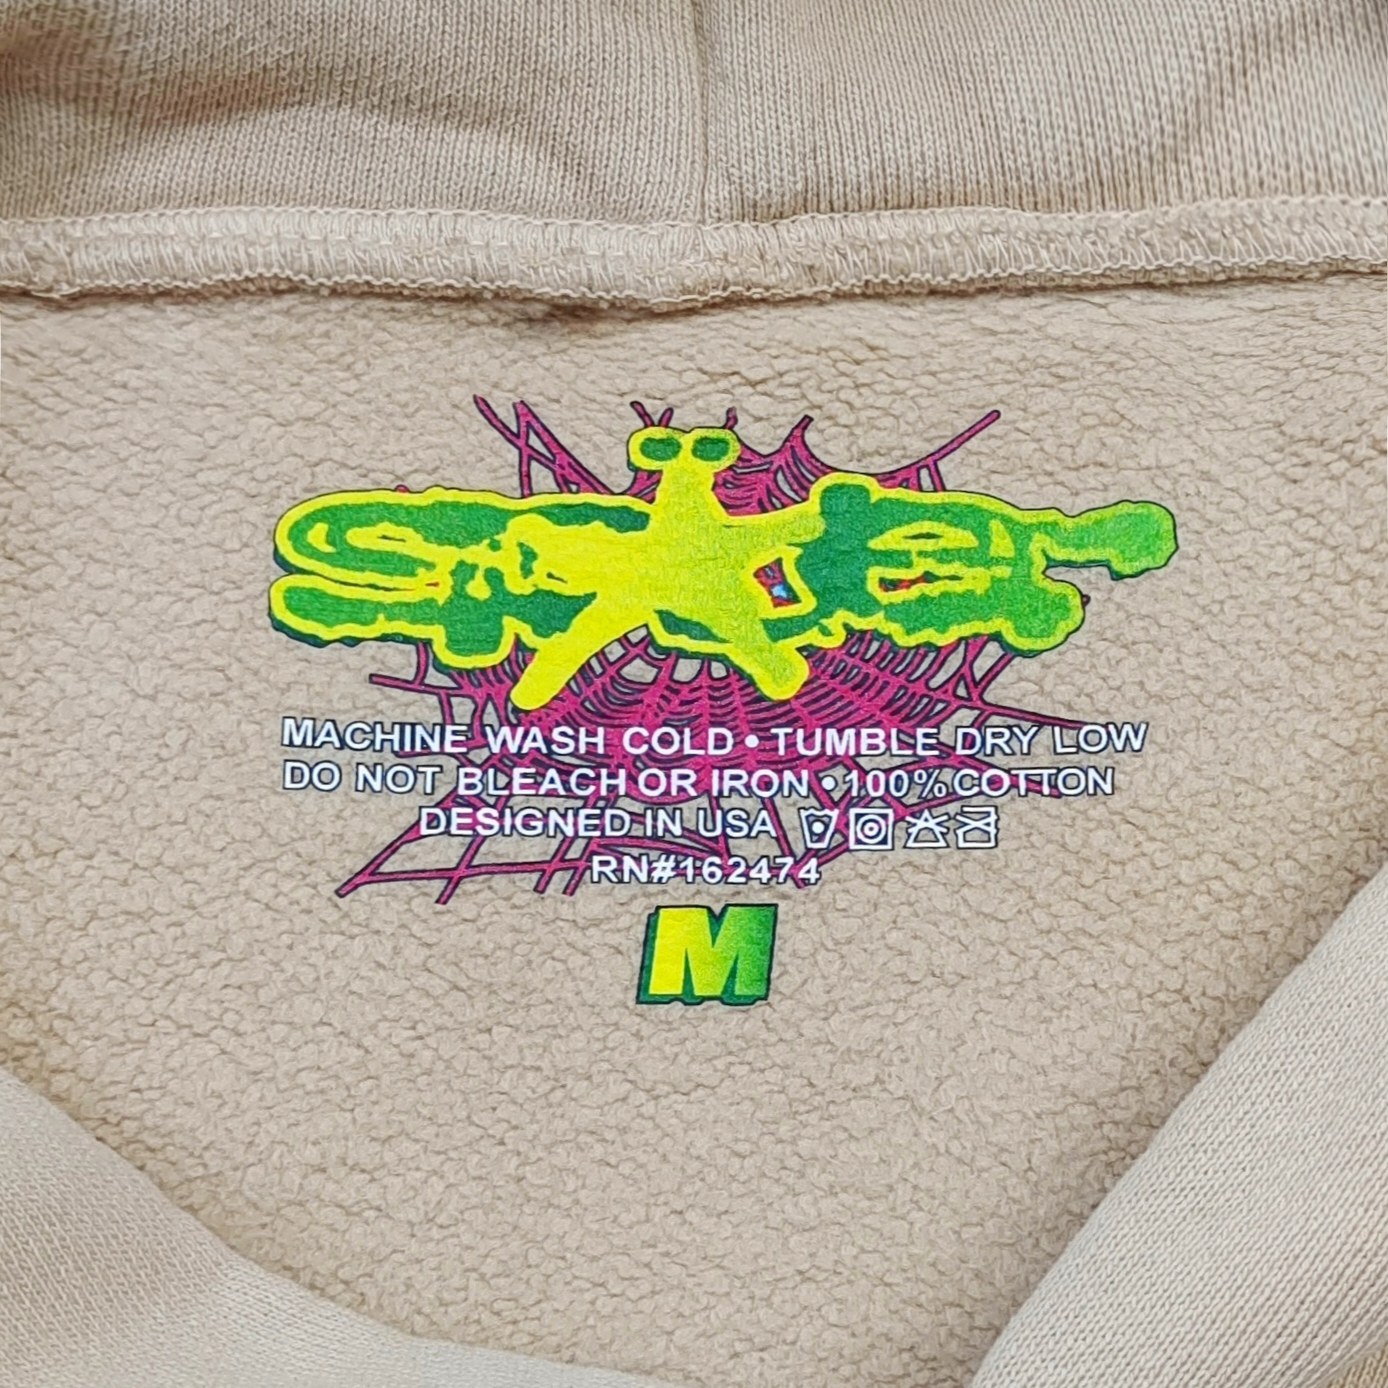 MACHINE WASH COLD • TUMBLE DRY LOW
DO NOT BLEACH OR IRON • 100% COTTON
DESIGNED IN USA
RN#162474
M